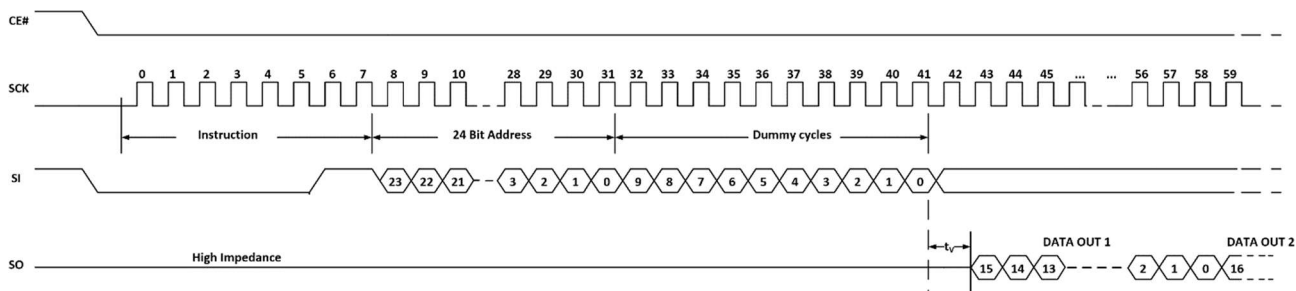 CE#
0 1 2 3 4 5 6 7 8 9 10 28 29 30 31 32 33 34 35 36 37 38 39 40 41 42 43 44 45 ... ... 56 57 58 59
SCK
Instruction 24 Bit Address Dummy cycles
SI 23 22 21 3 2 1 0 9 8 7 6 5 4 3 2 1 0
tV DATA OUT 1 DATA OUT 2
High Impedance
SO 15 14 13 2 1 0 16